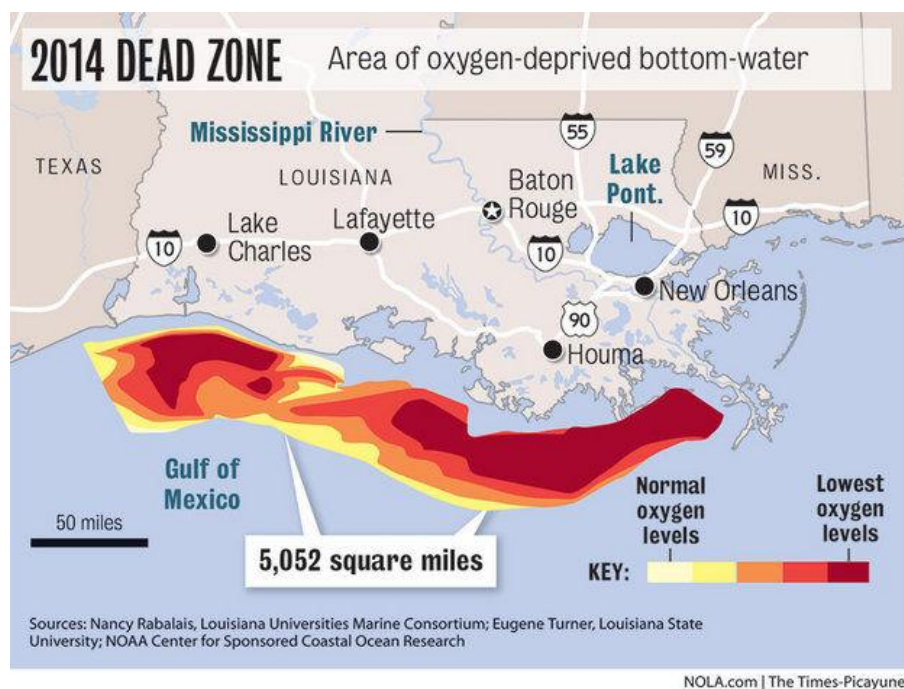 2014 DEAD ZONE
Area of oxygen-deprived bottom-water
Mississippi River
55
59
TEXAS
LOUISIANA
Lake
Pont.
MISS.
Baton
Rouge
10
Lake
Charles
Lafayette
10
10
New Orleans
90
Houma
Gulf of
Mexico
50 miles
5,052 square miles
Normal
oxygen
levels
Lowest
oxygen
levels
KEY:
Sources: Nancy Rabalais, Louisiana Universities Marine Consortium; Eugene Turner, Louisiana State
University; NOAA Center for Sponsored Coastal Ocean Research
NOLA.com | The Times-Picayune